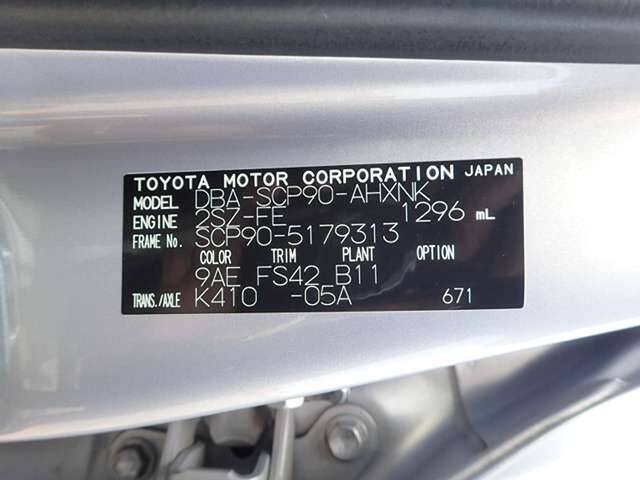 TOYOTA MOTOR CORPORATION JAPAN
MODEL DBA-SCP90-AHXNK
ENGINE 2SZ-FE 1296 mL
FRAME No. SCP90-5179313
COLOR TRIM PLANT OPTION
9AE FS42 B11
TRANS./AXLE K410 -05A 671